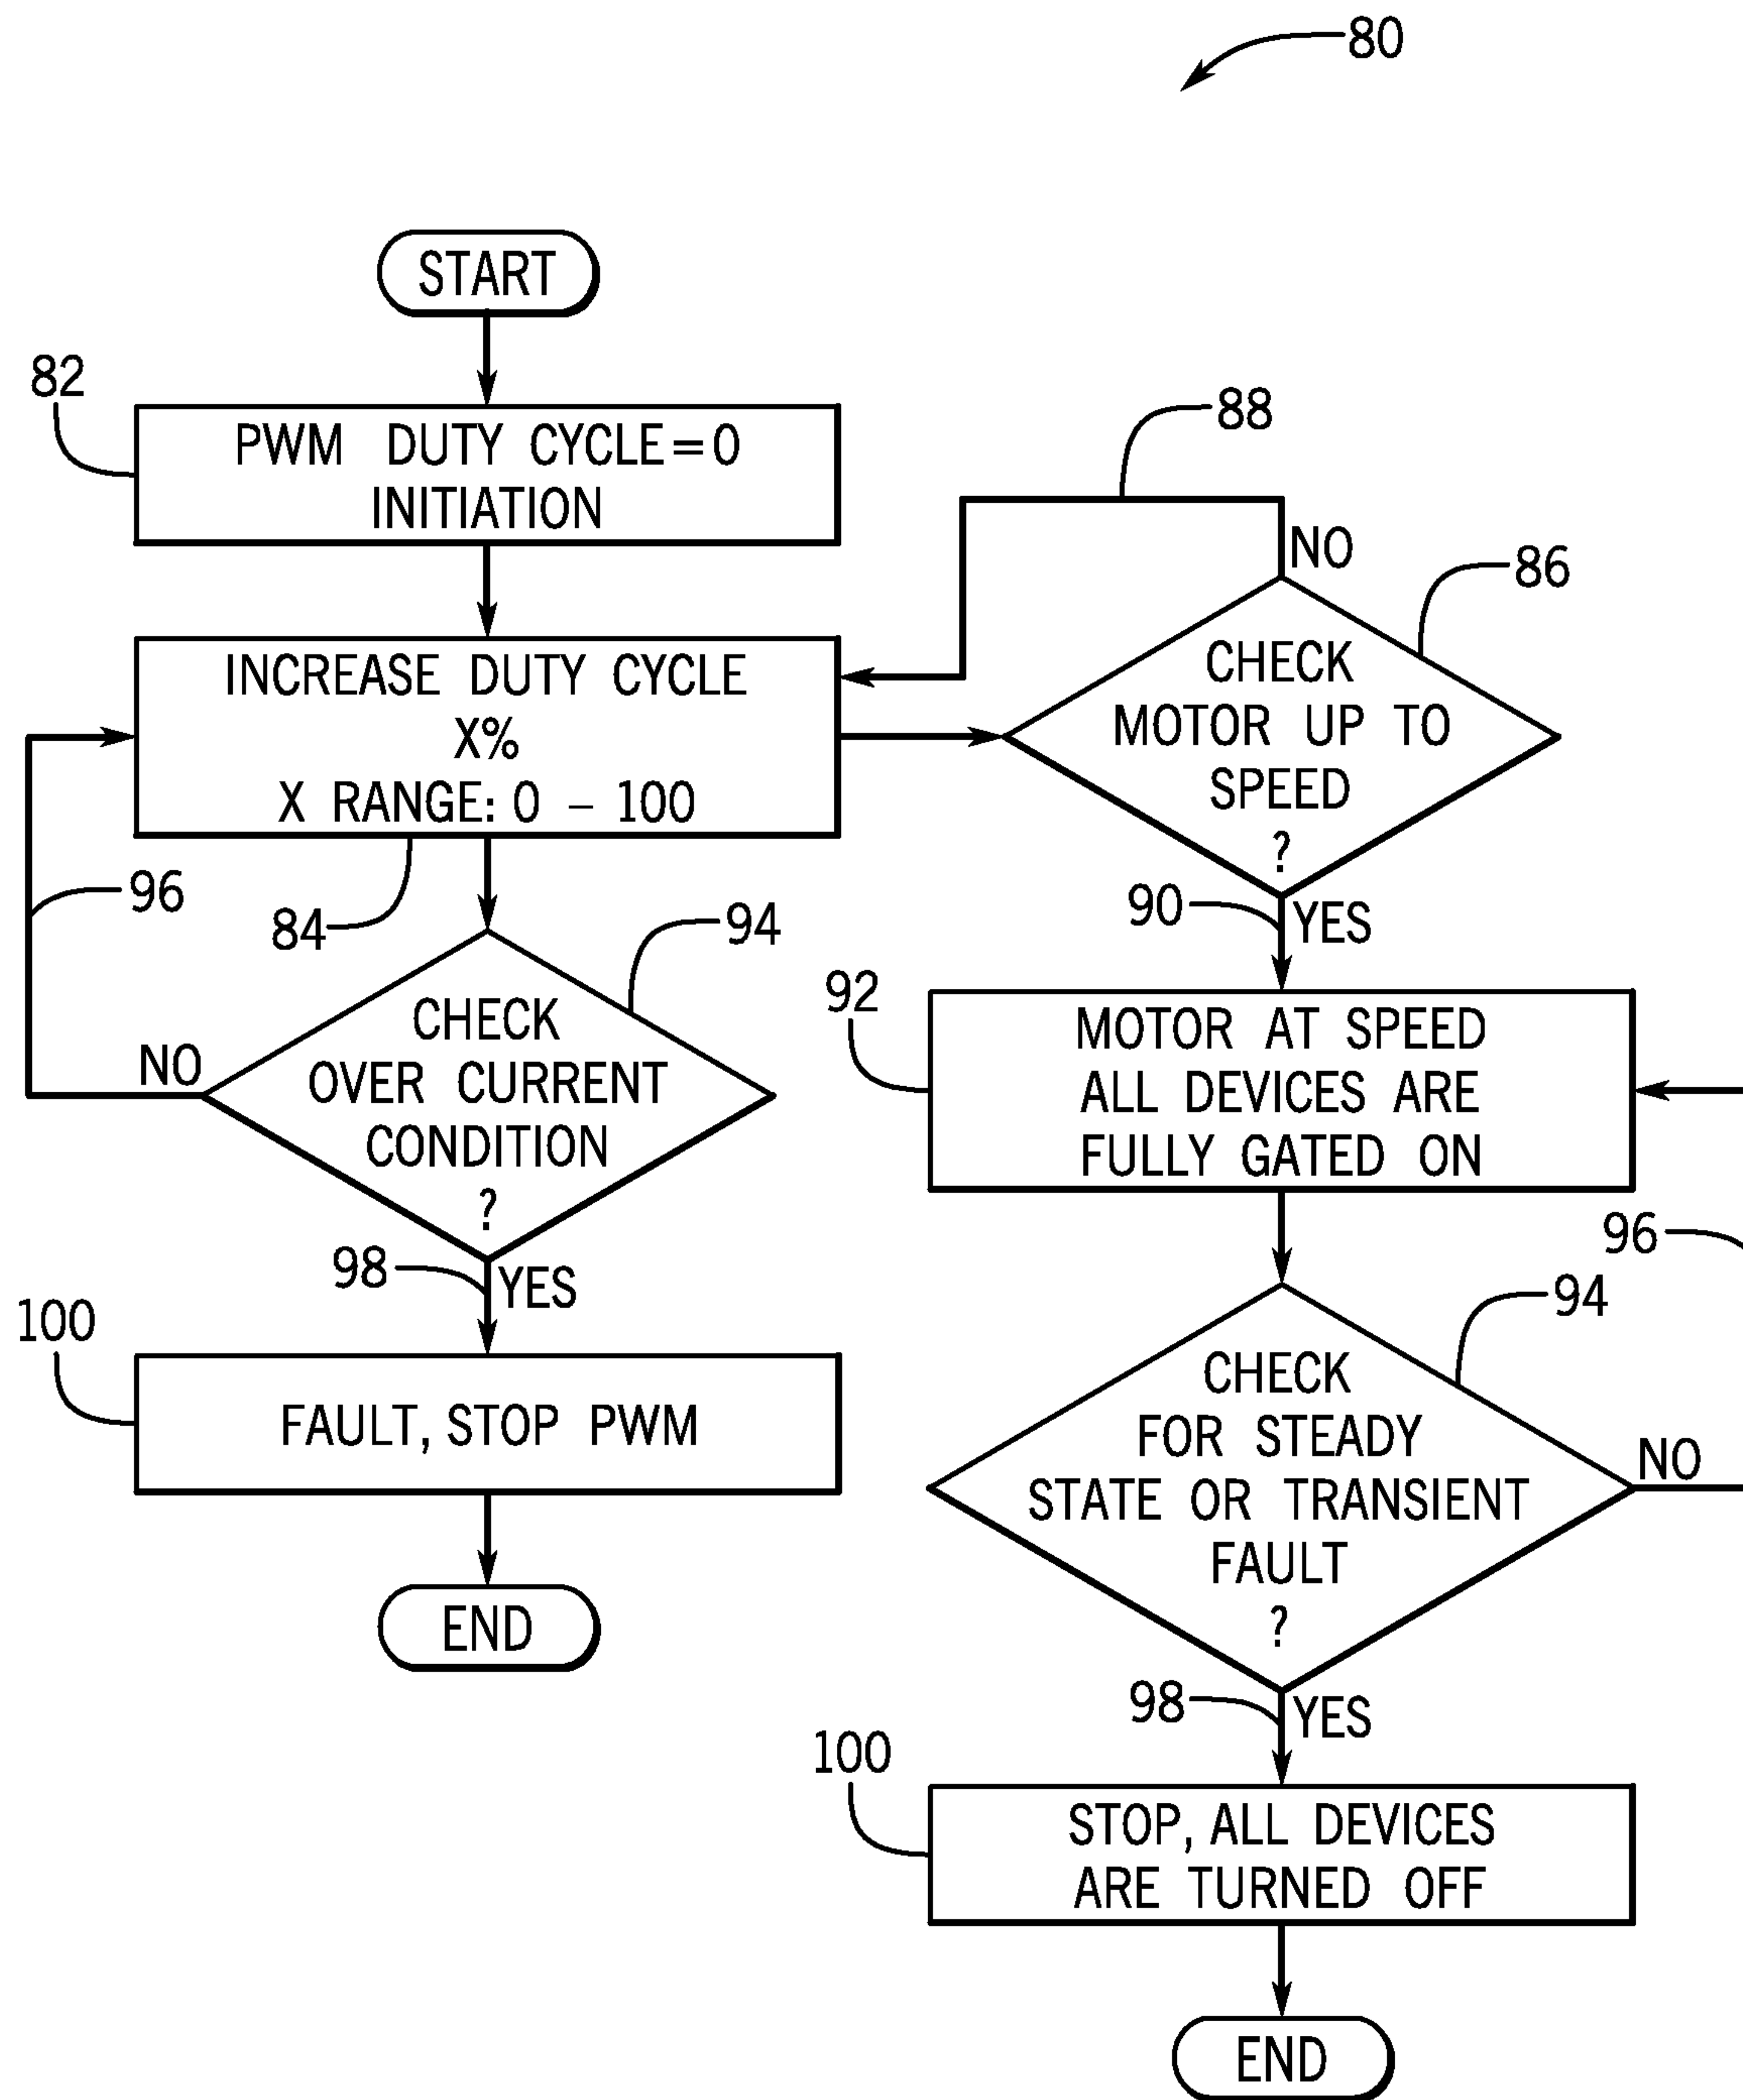 80
START
82
PWM DUTY CYCLE=0
INITIATION
88
NO
86
INCREASE DUTY CYCLE
X%
X RANGE: 0 – 100
CHECK
MOTOR UP TO
SPEED
?
96
84
94
90
YES
CHECK
OVER CURRENT
CONDITION
?
NO
92
MOTOR AT SPEED
ALL DEVICES ARE
FULLY GATED ON
98
YES
96
94
100
FAULT, STOP PWM
CHECK
FOR STEADY
STATE OR TRANSIENT
FAULT
?
NO
END
98
YES
100
STOP, ALL DEVICES
ARE TURNED OFF
END